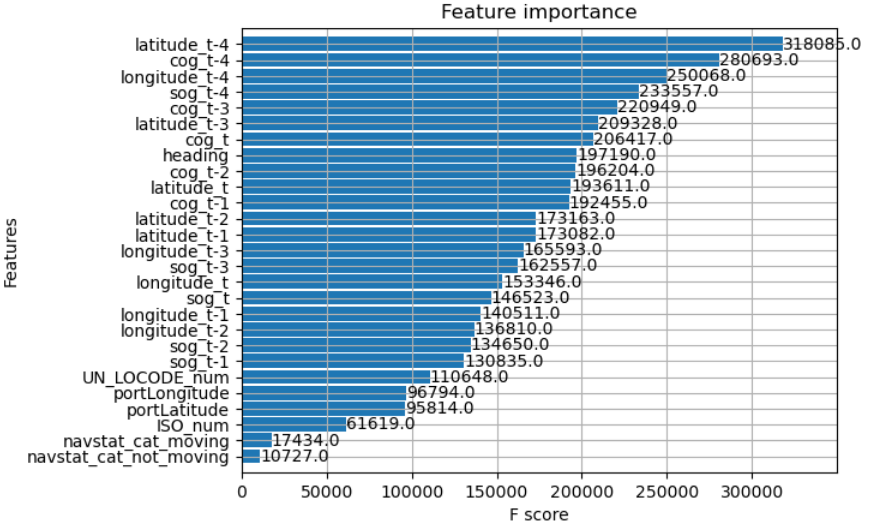 Feature importance
latitude_t-4 318085.0
cog_t-4 280693.0
longitude_t-4 250068.0
sog_t-4 233557.0
cog_t-3 220949.0
latitude_t-3 209328.0
cog_t 206417.0
heading 197190.0
cog_t-2 196204.0
latitude_t 193611.0
cog_t-1 192455.0
latitude_t-2 173163.0
latitude_t-1 173082.0
longitude_t-3 165593.0
sog_t-3 162557.0
longitude_t 153346.0
sog_t 146523.0
longitude_t-1 140511.0
longitude_t-2 136810.0
sog_t-2 134650.0
sog_t-1 130835.0
UN_LOCODE_num 110648.0
portLongitude 96794.0
portLatitude 95814.0
ISO_num 61619.0
navstat_cat_moving 17434.0
navstat_cat_not_moving 10727.0
Features
0 50000 100000 150000 200000 250000 300000
F score